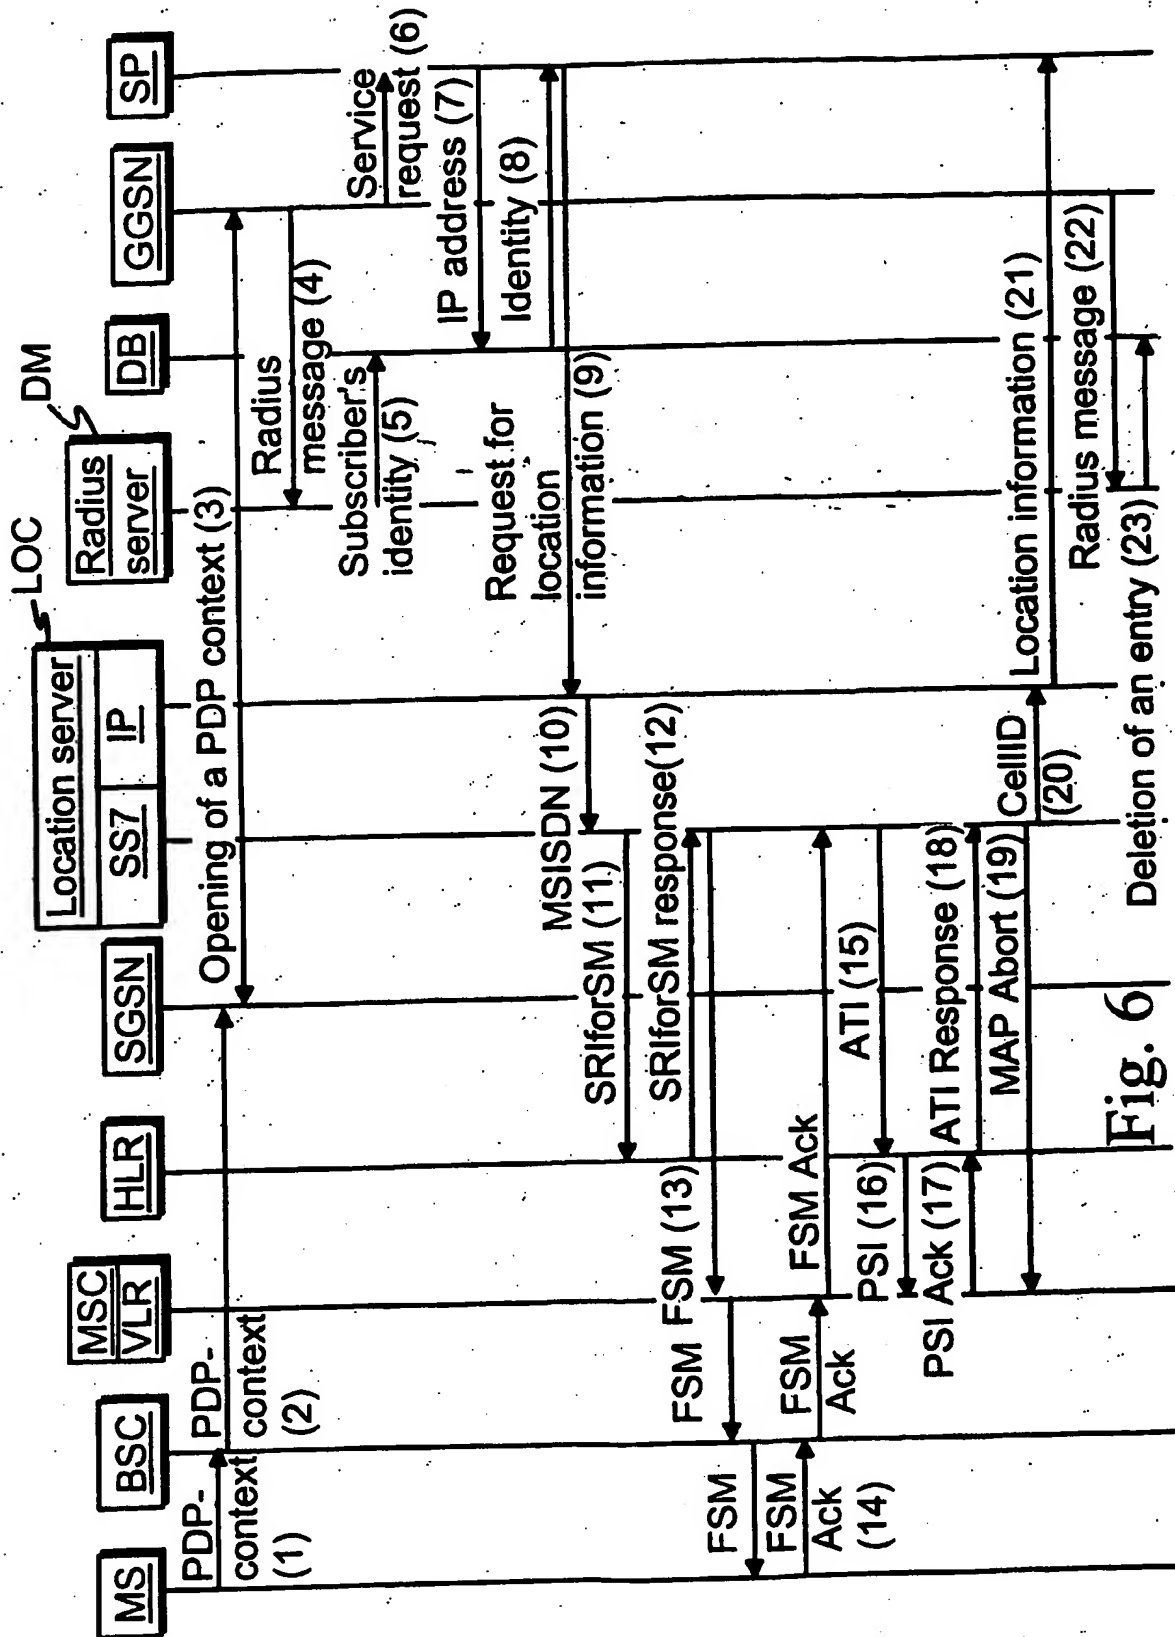 MS
BSC
MSC
VLR
HLR
SGSN
Location server
SS7
IP
LOC
Radius
server
DM
DB
GGSN
SP
PDP-
context
(1)
PDP-
context
(2)
Opening of a PDP context (3)
Radius
message (4)
Subscriber's
identity (5)
Service
request (6)
IP address (7)
Identity (8)
Request for
location
information (9)
MSISDN (10)
SRIforSM (11)
SRIforSM response(12)
FSM (13)
FSM
FSM
FSM
Ack
(14)
FSM
Ack
FSM Ack
ATI (15)
PSI (16)
PSI Ack (17)
ATI Response (18)
MAP Abort (19)
CellID
(20)
Location information (21)
Radius message (22)
Deletion of an entry (23)
Fig. 6